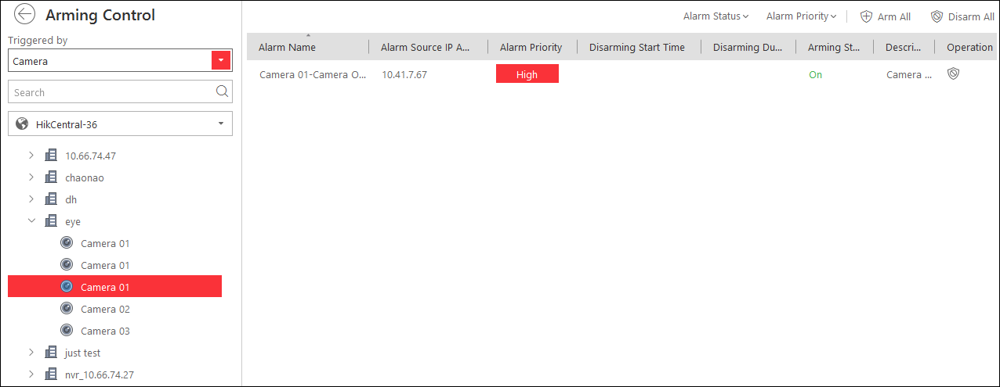 Arming Control
Triggered by
Camera
Search
HikCentral-36
10.66.74.47
chaonao
dh
eye
Camera 01
Camera 01
Camera 01
Camera 02
Camera 03
just test
nvr_10.66.74.27
Alarm Status Alarm Priority Arm All Disarm All
Alarm Name Alarm Source IP A... Alarm Priority Disarming Start Time Disarming Du... Arming St... Descri... Operation
Camera 01-Camera O... 10.41.7.67 High On Camera ...